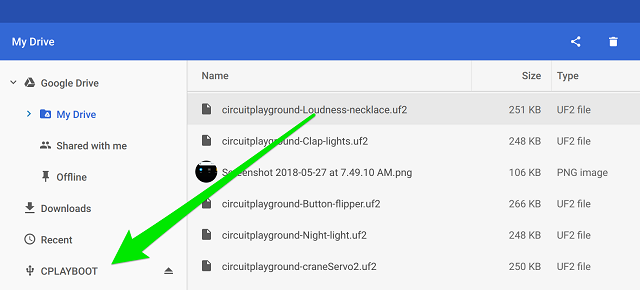 My Drive
Google Drive
My Drive
Shared with me
Offline
Downloads
Recent
CPLAYBOOT
Name Size Type
circuitplayground-Loudness-necklace.uf2 251 KB UF2 file
circuitplayground-Clap-lights.uf2 248 KB UF2 file
Screenshot 2018-05-27 at 7.49.10 AM.png 106 KB PNG image
circuitplayground-Button-flipper.uf2 266 KB UF2 file
circuitplayground-Night-light.uf2 248 KB UF2 file
circuitplayground-craneServo2.uf2 250 KB UF2 file